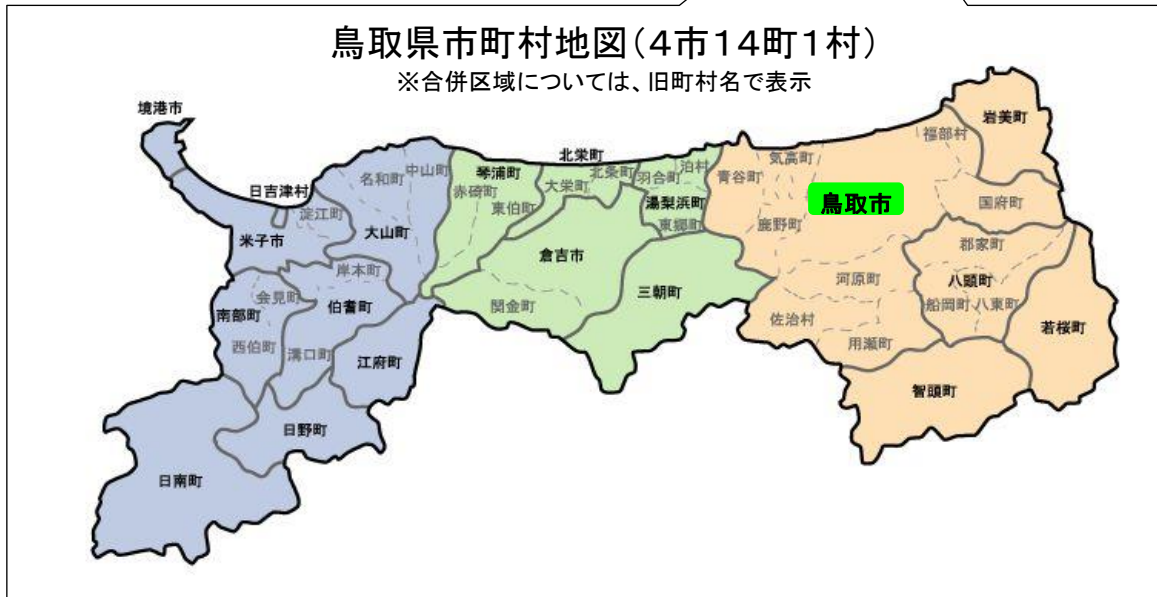 鳥取県市町村地図(4市14町1村)
※合併区域については、旧町村名で表示
境港市
岩美町
福部村
北栄町
気高町
中山町
琴浦町
北条町
泊村
名和町
大栄町
羽合町
青谷町
日吉津村
赤碕町
湯梨浜町
鳥取市
国府町
淀江町
東伯町
東郷町
鹿野町
米子市
大山町
郡家町
倉吉市
岸本町
河原町
八頭町
会見町
三朝町
船岡町
八東町
南部町
伯耆町
関金町
佐治村
若桜町
西伯町
溝口町
用瀬町
江府町
智頭町
日野町
日南町